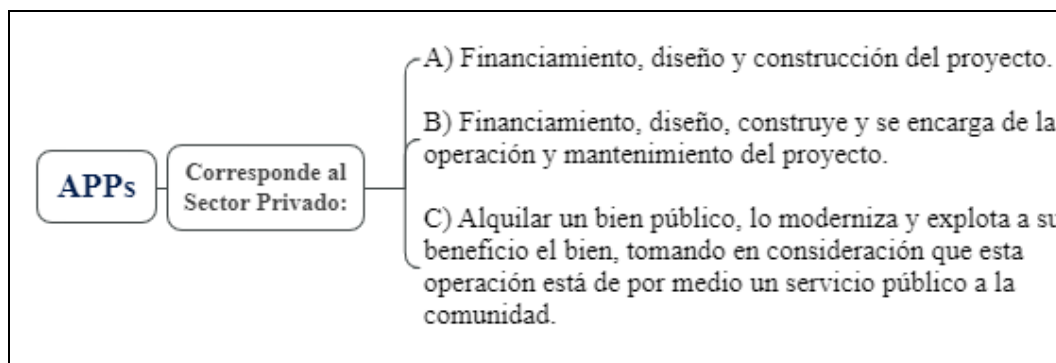 APPs
Corresponde al
Sector Privado:
A) Financiamiento, diseño y construcción del proyecto.
B) Financiamiento, diseño, construye y se encarga de la
operación y mantenimiento del proyecto.
C) Alquilar un bien público, lo moderniza y explota a su
beneficio el bien, tomando en consideración que esta
operación está de por medio un servicio público a la
comunidad.